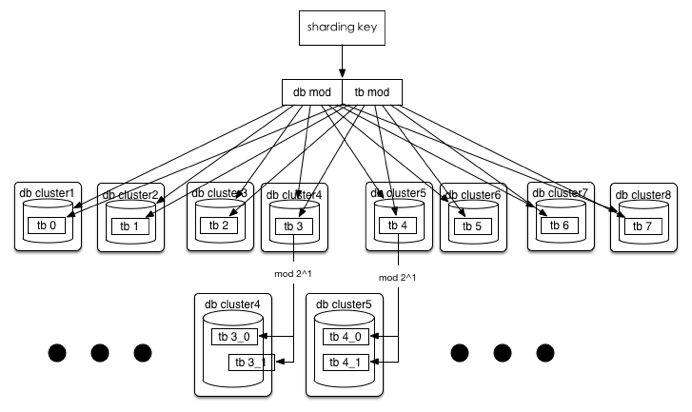 sharding key
db mod
tb mod
db cluster1
db cluster2
db cluster3
db cluster4
db cluster5
db cluster6
db cluster7
db cluster8
tb 0
tb 1
tb 2
tb 3
tb 4
tb 5
tb 6
tb 7
mod 2^1
mod 2^1
db cluster4
db cluster5
tb 3_0
tb 4_0
tb 3_1
tb 4_1